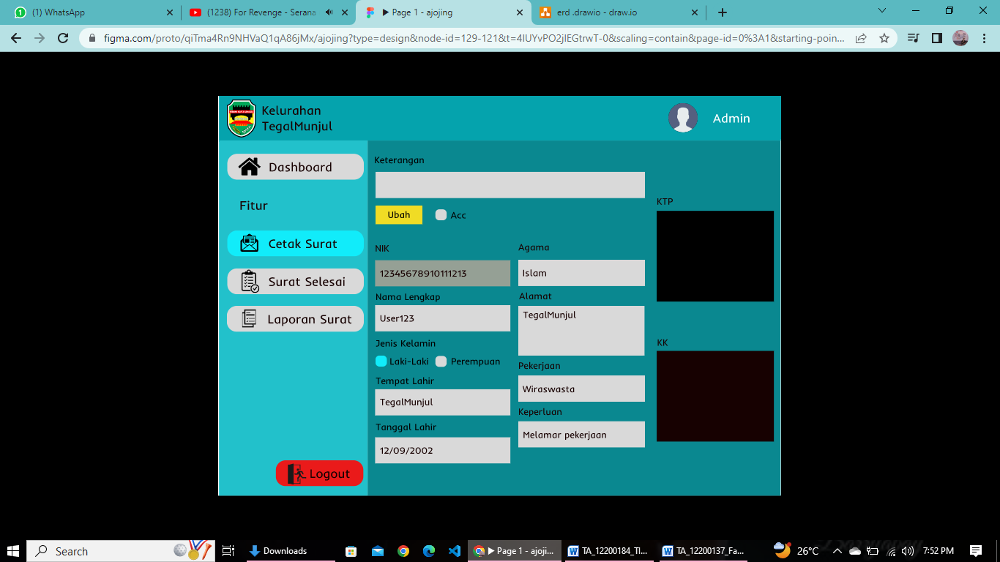 (1) WhatsApp
(1238) For Revenge - Serana
▶ Page 1 - ajojing
erd .drawio - draw.io
figma.com/proto/qiTma4Rn9NHVaQ1qA86jMx/ajojing?type=design&node-id=129-121&t=4lUYvPO2jlEGtrwT-0&scaling=contain&page-id=0%3A1&starting-poin...
Kelurahan
TegalMunjul
Admin
Dashboard
Fitur
Cetak Surat
Surat Selesai
Laporan Surat
Logout
Keterangan
Ubah
Acc
NIK
12345678910111213
Nama Lengkap
User123
Jenis Kelamin
Laki-Laki
Perempuan
Tempat Lahir
TegalMunjul
Tanggal Lahir
12/09/2002
Agama
Islam
Alamat
TegalMunjul
Pekerjaan
Wiraswasta
Keperluan
Melamar pekerjaan
KTP
KK
Search
Downloads
▶ Page 1 - ajoji...
TA_12200184_TI...
TA_12200137_Fa...
26°C
7:52 PM